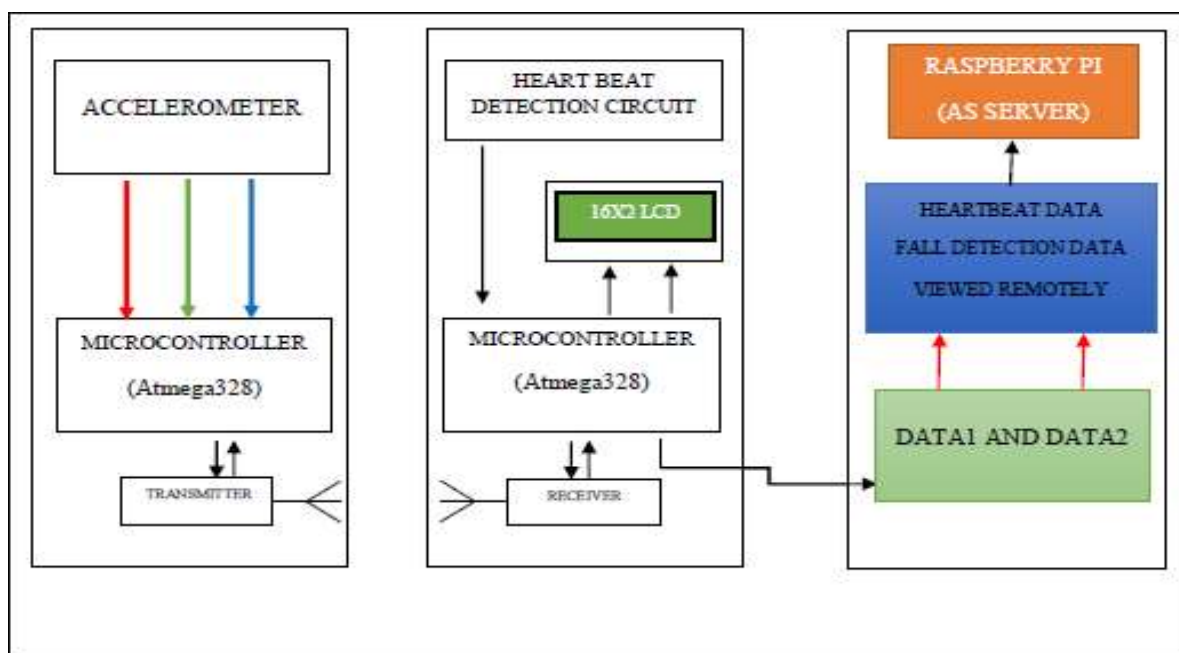 ACCELEROMETER
MICROCONTROLLER
(Atmega328)
TRANSMITTER
HEART BEAT
DETECTION CIRCUIT
16X2 LCD
MICROCONTROLLER
(Atmega328)
RECEIVER
RASPBERRY PI
(AS SERVER)
HEARTBEAT DATA
FALL DETECTION DATA
VIEWED REMOTELY
DATA1 AND DATA2